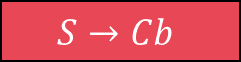 S → Cb